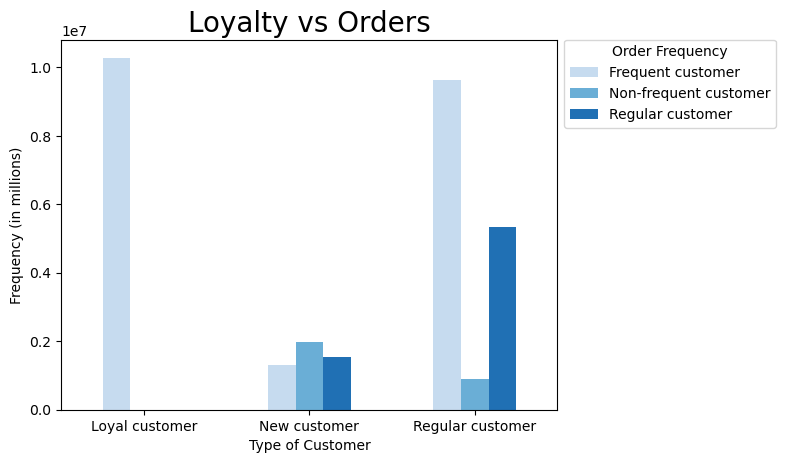 Loyalty vs Orders
1e7
1.0
0.8
0.6
0.4
0.2
0.0
Frequency (in millions)
Loyal customer
New customer
Regular customer
Type of Customer
Order Frequency
Frequent customer
Non-frequent customer
Regular customer